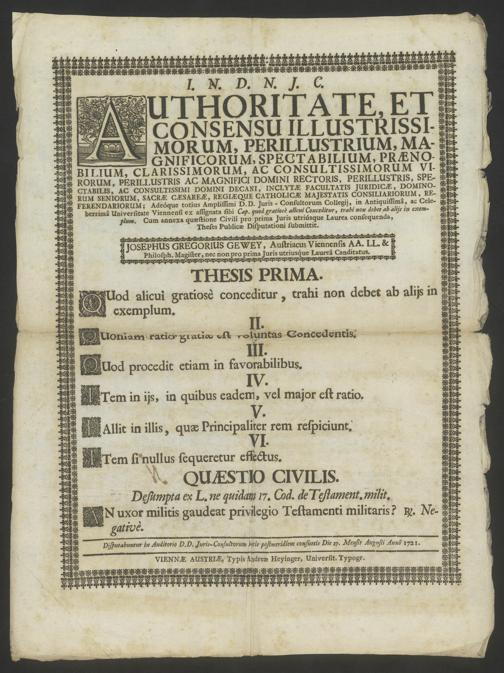 I. N. D. N. J. C.
AUTHORITATE, ET
CONSENSU ILLUSTRISSI-
MORUM, PERILLUSTRIUM, MA-
GNIFICORUM, SPECTABILIUM, PRÆNO-
BILIUM, CLARISSIMORUM, AC CONSULTISSIMORUM VI-
RORUM, PERILLUSTRIS AC MAGNIFICI DOMINI RECTORIS, PERILLUSTRIS, SPE-
CTABILIS, AC CONSULTISSIMI DOMINI DECANI, INCLYTÆ FACULTATIS JURIDICÆ, DOMINO-
RUM SENIORUM, SACRÆ CÆSAREÆ, REGIÆQUE CATHOLICÆ MAJESTATIS CONSILIARIORUM, RE-
FERENDARIORUM; Adeóque totius Amplissimi D.D. Juris-Consultorum Collegij, in Antiquissimâ, ac Cele-
berrimâ Universitate Viennensi ex assignata sibi Cap. quod gratiosè alicui Conceditur, trahi non debet ab alijs in exem-
plum. Cum annexa quæstione Civili pro prima Juris utriúsque Laurea consequenda,
Theses Publicæ Disputationi submittit.
JOSEPHUS GREGORIUS GEWEY, Austriacus Viennensis AA. LL. &
Philosph. Magister, nec non pro prima Juris utriusque Laureâ Candidatus.
THESIS PRIMA.
QUod alicui gratiosè conceditur, trahi non debet ab alijs in
exemplum.
II.
QUoniam ratio gratiæ est voluntas Concedentis.
III.
QUod procedit etiam in favorabilibus.
IV.
ITem in ijs, in quibus eadem, vel major est ratio.
V.
FAllit in illis, quæ Principaliter rem respiciunt.
VI.
ITem si nullus sequeretur effectus.
QUÆSTIO CIVILIS.
Desumpta ex L. ne quidam 17. Cod. de Testament. milit.
AN uxor militis gaudeat privilegio Testamenti militaris? ℞. Ne-
gativè.
Disputabuntur in Auditorio D.D. Juris-Consultorum horis postmeridiem consuetis Die 27. Mensis Augusti Anno 1721.
VIENNÆ AUSTRIÆ, Typis Andreæ Heyinger, Universit. Typogr.